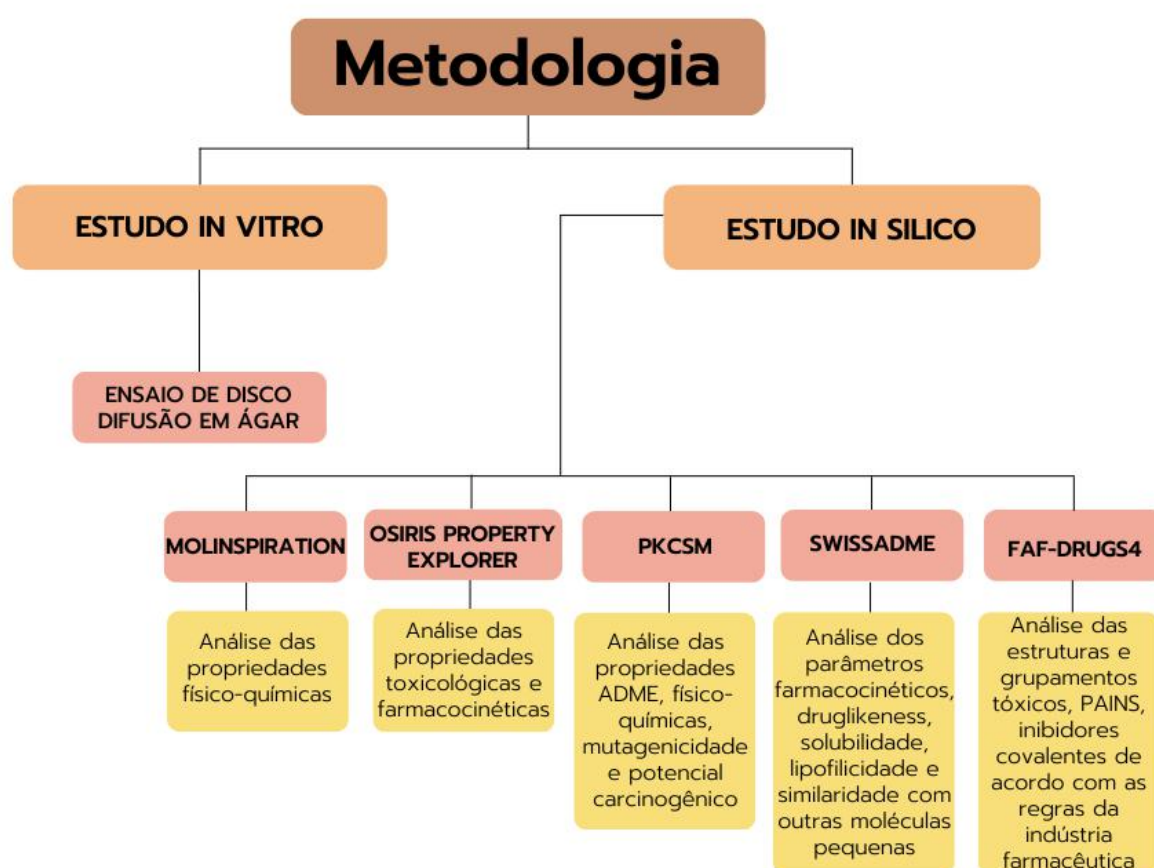 Metodologia
ESTUDO IN VITRO
ESTUDO IN SILICO
ENSAIO DE DISCO
DIFUSÃO EM ÁGAR
MOLINSPIRATION
OSIRIS PROPERTY
EXPLORER
PKCSM
SWISSADME
FAF-DRUGS4
Análise das
propriedades
físico-químicas
Análise das
propriedades
toxicológicas e
farmacocinéticas
Análise das
propriedades
ADME, físico-
químicas,
mutagenicidade
e potencial
carcinogênico
Análise dos
parâmetros
farmacocinéticos,
druglikeness,
solubilidade,
lipofilicidade e
similaridade com
outras moléculas
pequenas
Análise das
estruturas e
grupamentos
tóxicos, PAINS,
inibidores
covalentes de
acordo com as
regras da
indústria
farmacêutica